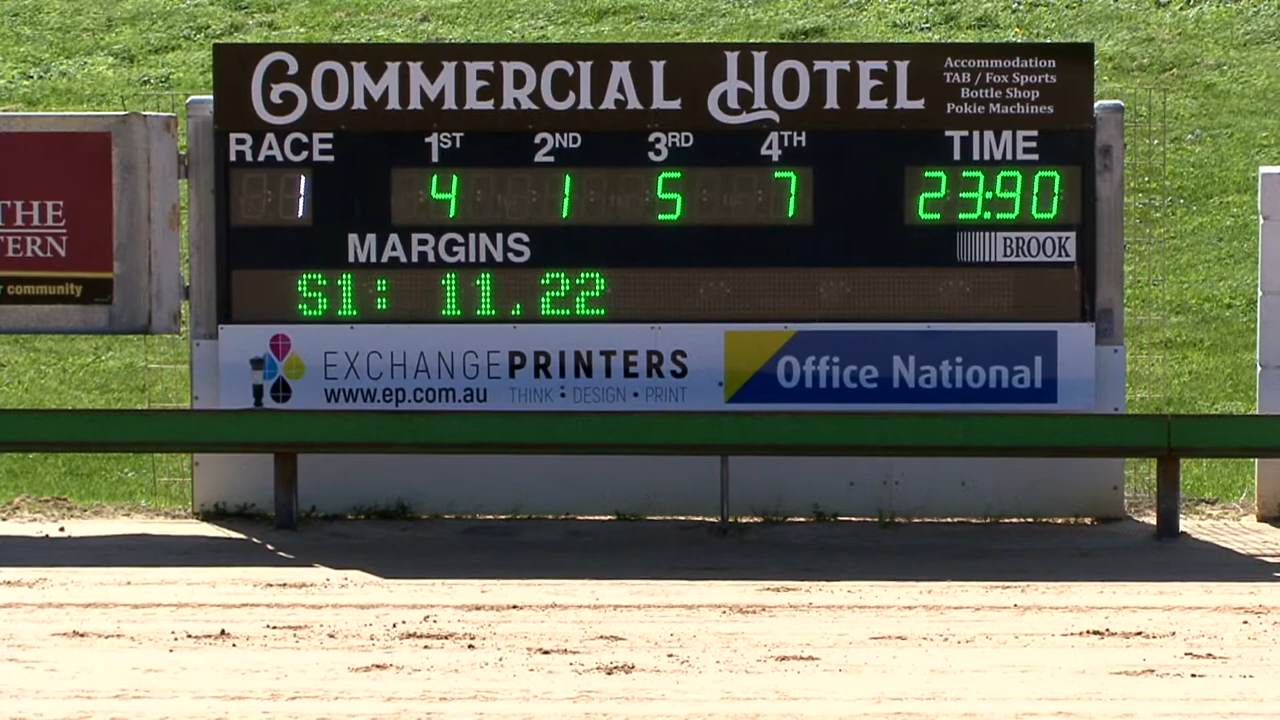 COMMERCIAL HOTEL
Accommodation
TAB / Fox Sports
Bottle Shop
Pokie Machines
RACE 1ST 2ND 3RD 4TH TIME
1 4 1 5 7 23:90
MARGINS
BROOK
S1: 11.22
THE
TERN
r community
EXCHANGEPRINTERS
www.ep.com.au THINK : DESIGN • PRINT
Office National